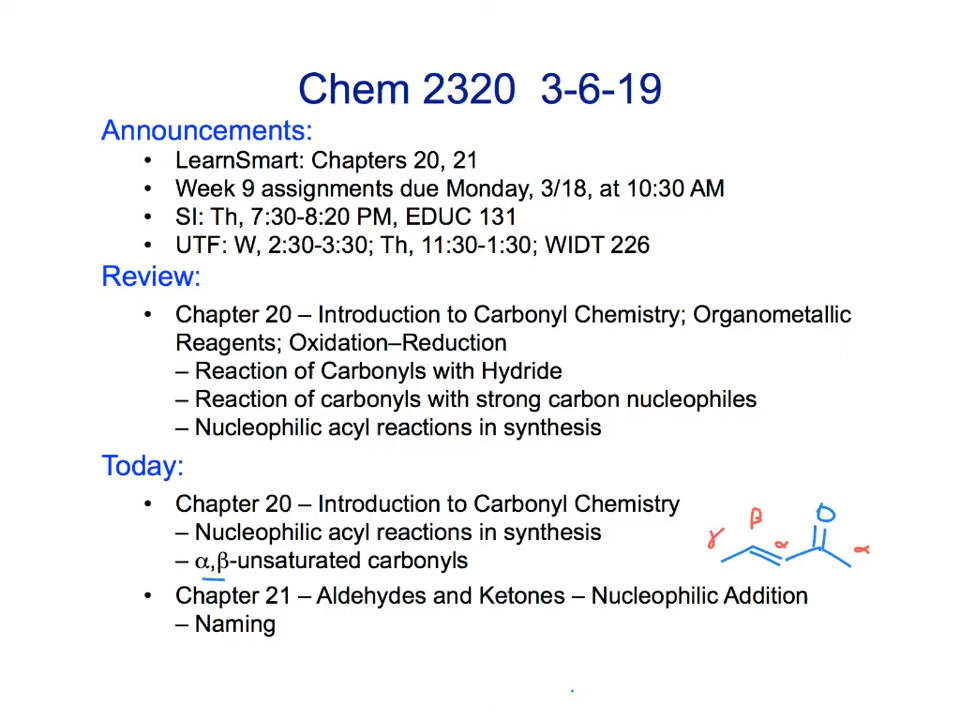 Chem 2320 3-6-19
Announcements:
• LearnSmart: Chapters 20, 21
• Week 9 assignments due Monday, 3/18, at 10:30 AM
• SI: Th, 7:30-8:20 PM, EDUC 131
• UTF: W, 2:30-3:30; Th, 11:30-1:30; WIDT 226
Review:
• Chapter 20 – Introduction to Carbonyl Chemistry; Organometallic
Reagents; Oxidation–Reduction
– Reaction of Carbonyls with Hydride
– Reaction of carbonyls with strong carbon nucleophiles
– Nucleophilic acyl reactions in synthesis
Today:
• Chapter 20 – Introduction to Carbonyl Chemistry
– Nucleophilic acyl reactions in synthesis
– α,β-unsaturated carbonyls
• Chapter 21 – Aldehydes and Ketones – Nucleophilic Addition
– Naming
O
γ β α α